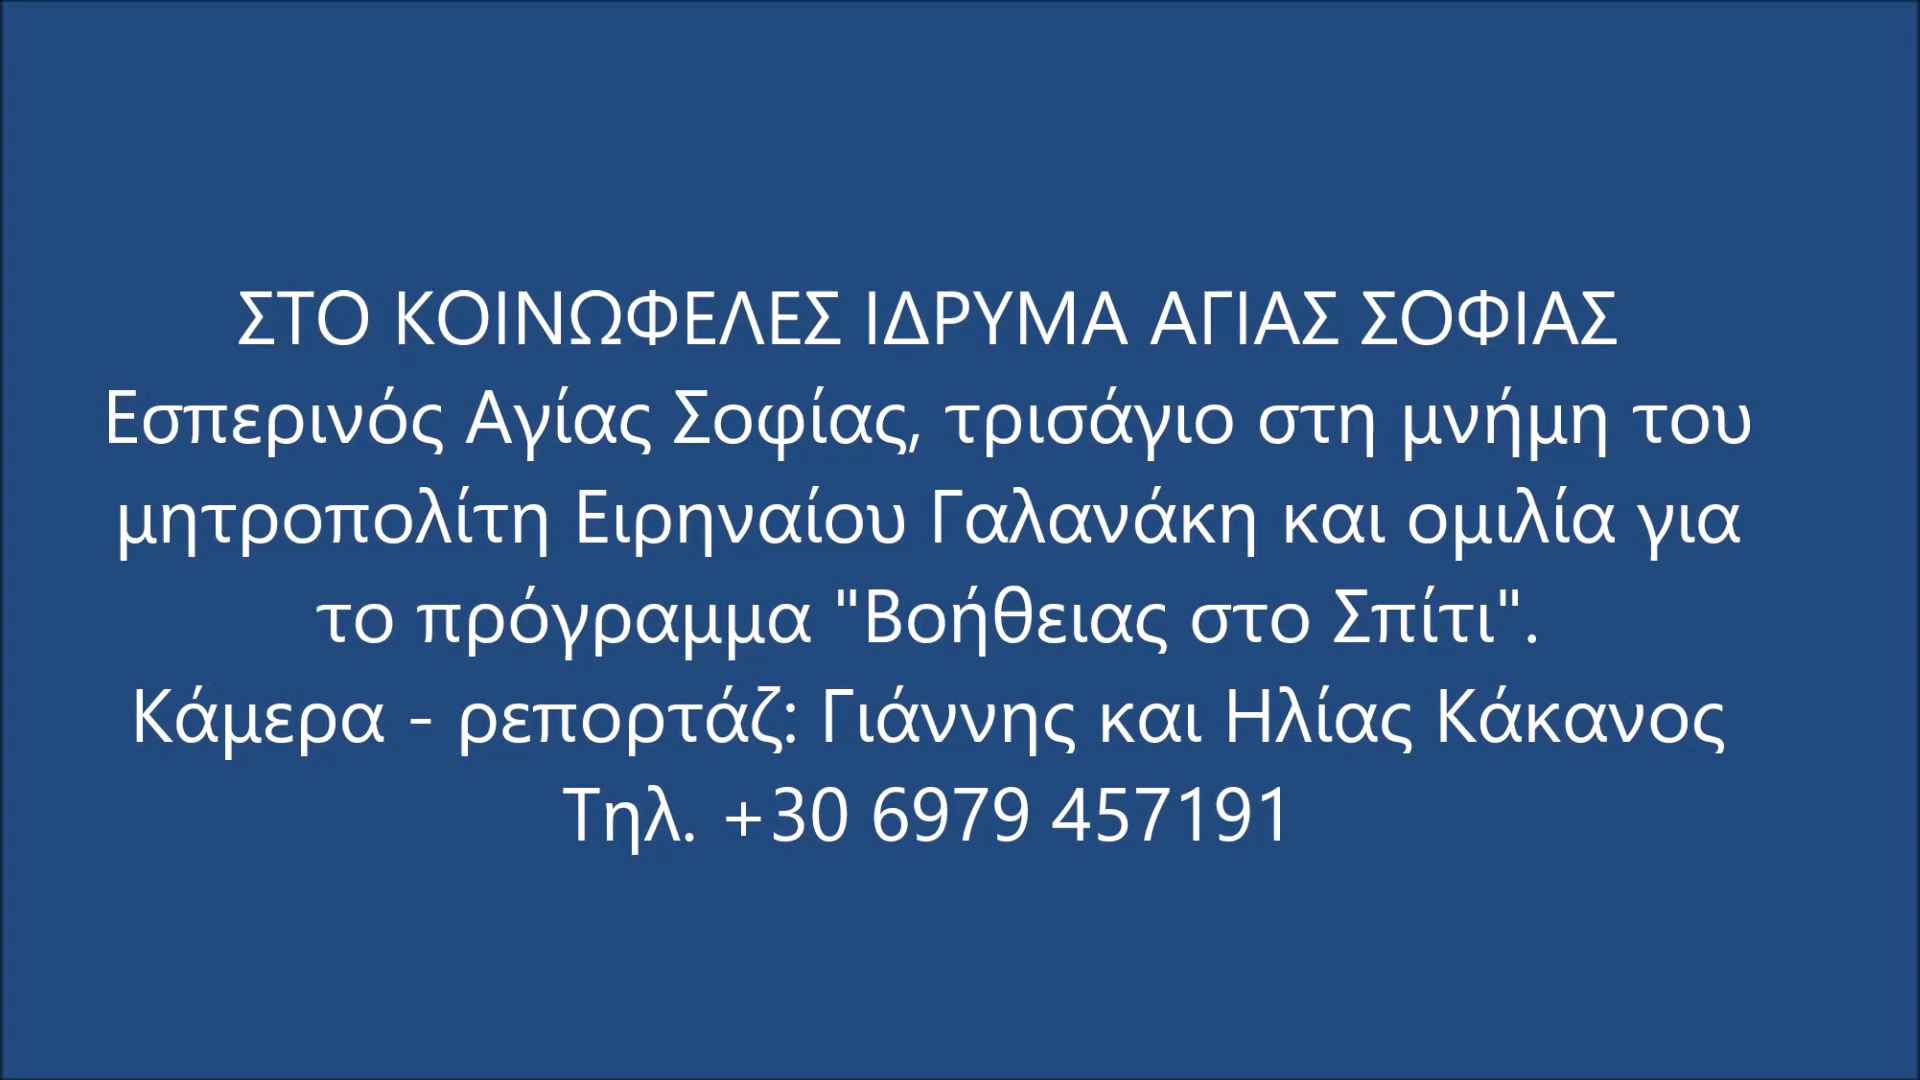 ΣΤΟ ΚΟΙΝΩΦΕΛΕΣ ΙΔΡΥΜΑ ΑΓΙΑΣ ΣΟΦΙΑΣ
Εσπερινός Αγίας Σοφίας, τρισάγιο στη μνήμη του
μητροπολίτη Ειρηναίου Γαλανάκη και ομιλία για
το πρόγραμμα "Βοήθειας στο Σπίτι".
Κάμερα - ρεπορτάζ: Γιάννης και Ηλίας Κάκανος
Τηλ. +30 6979 457191